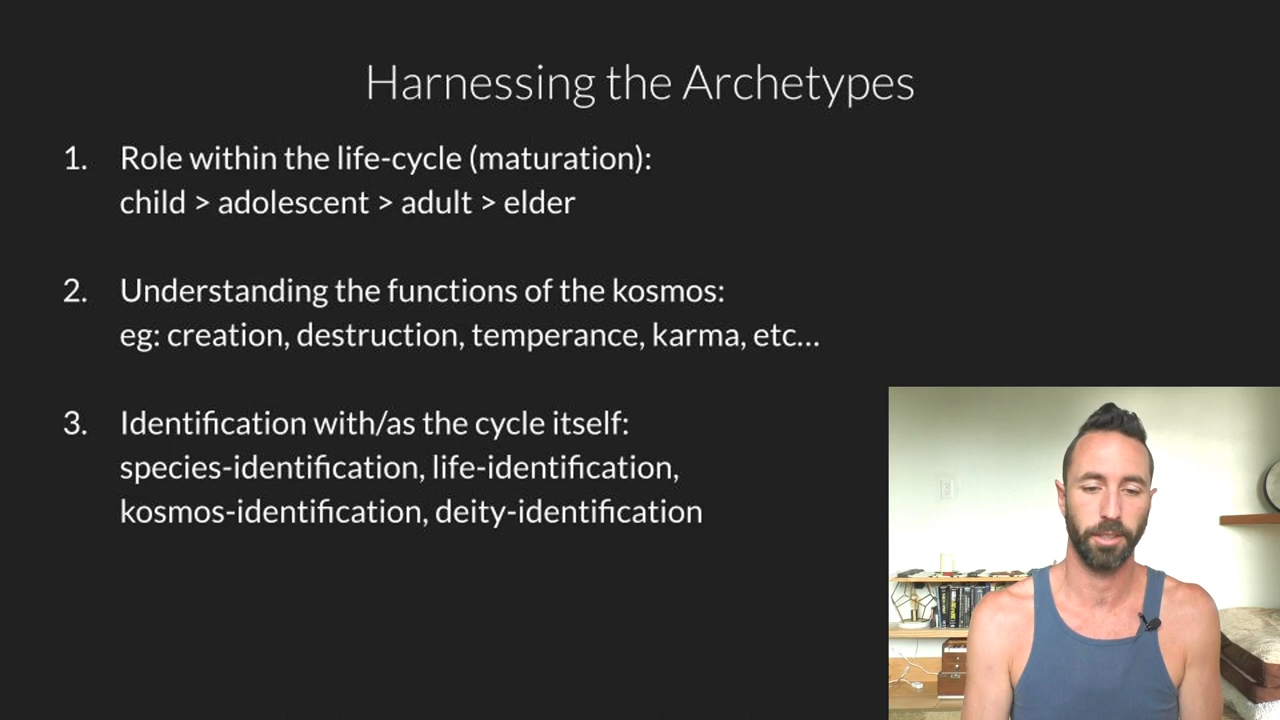 Harnessing the Archetypes
1. Role within the life-cycle (maturation):
child > adolescent > adult > elder
2. Understanding the functions of the kosmos:
eg: creation, destruction, temperance, karma, etc...
3. Identification with/as the cycle itself:
species-identification, life-identification,
kosmos-identification, deity-identification